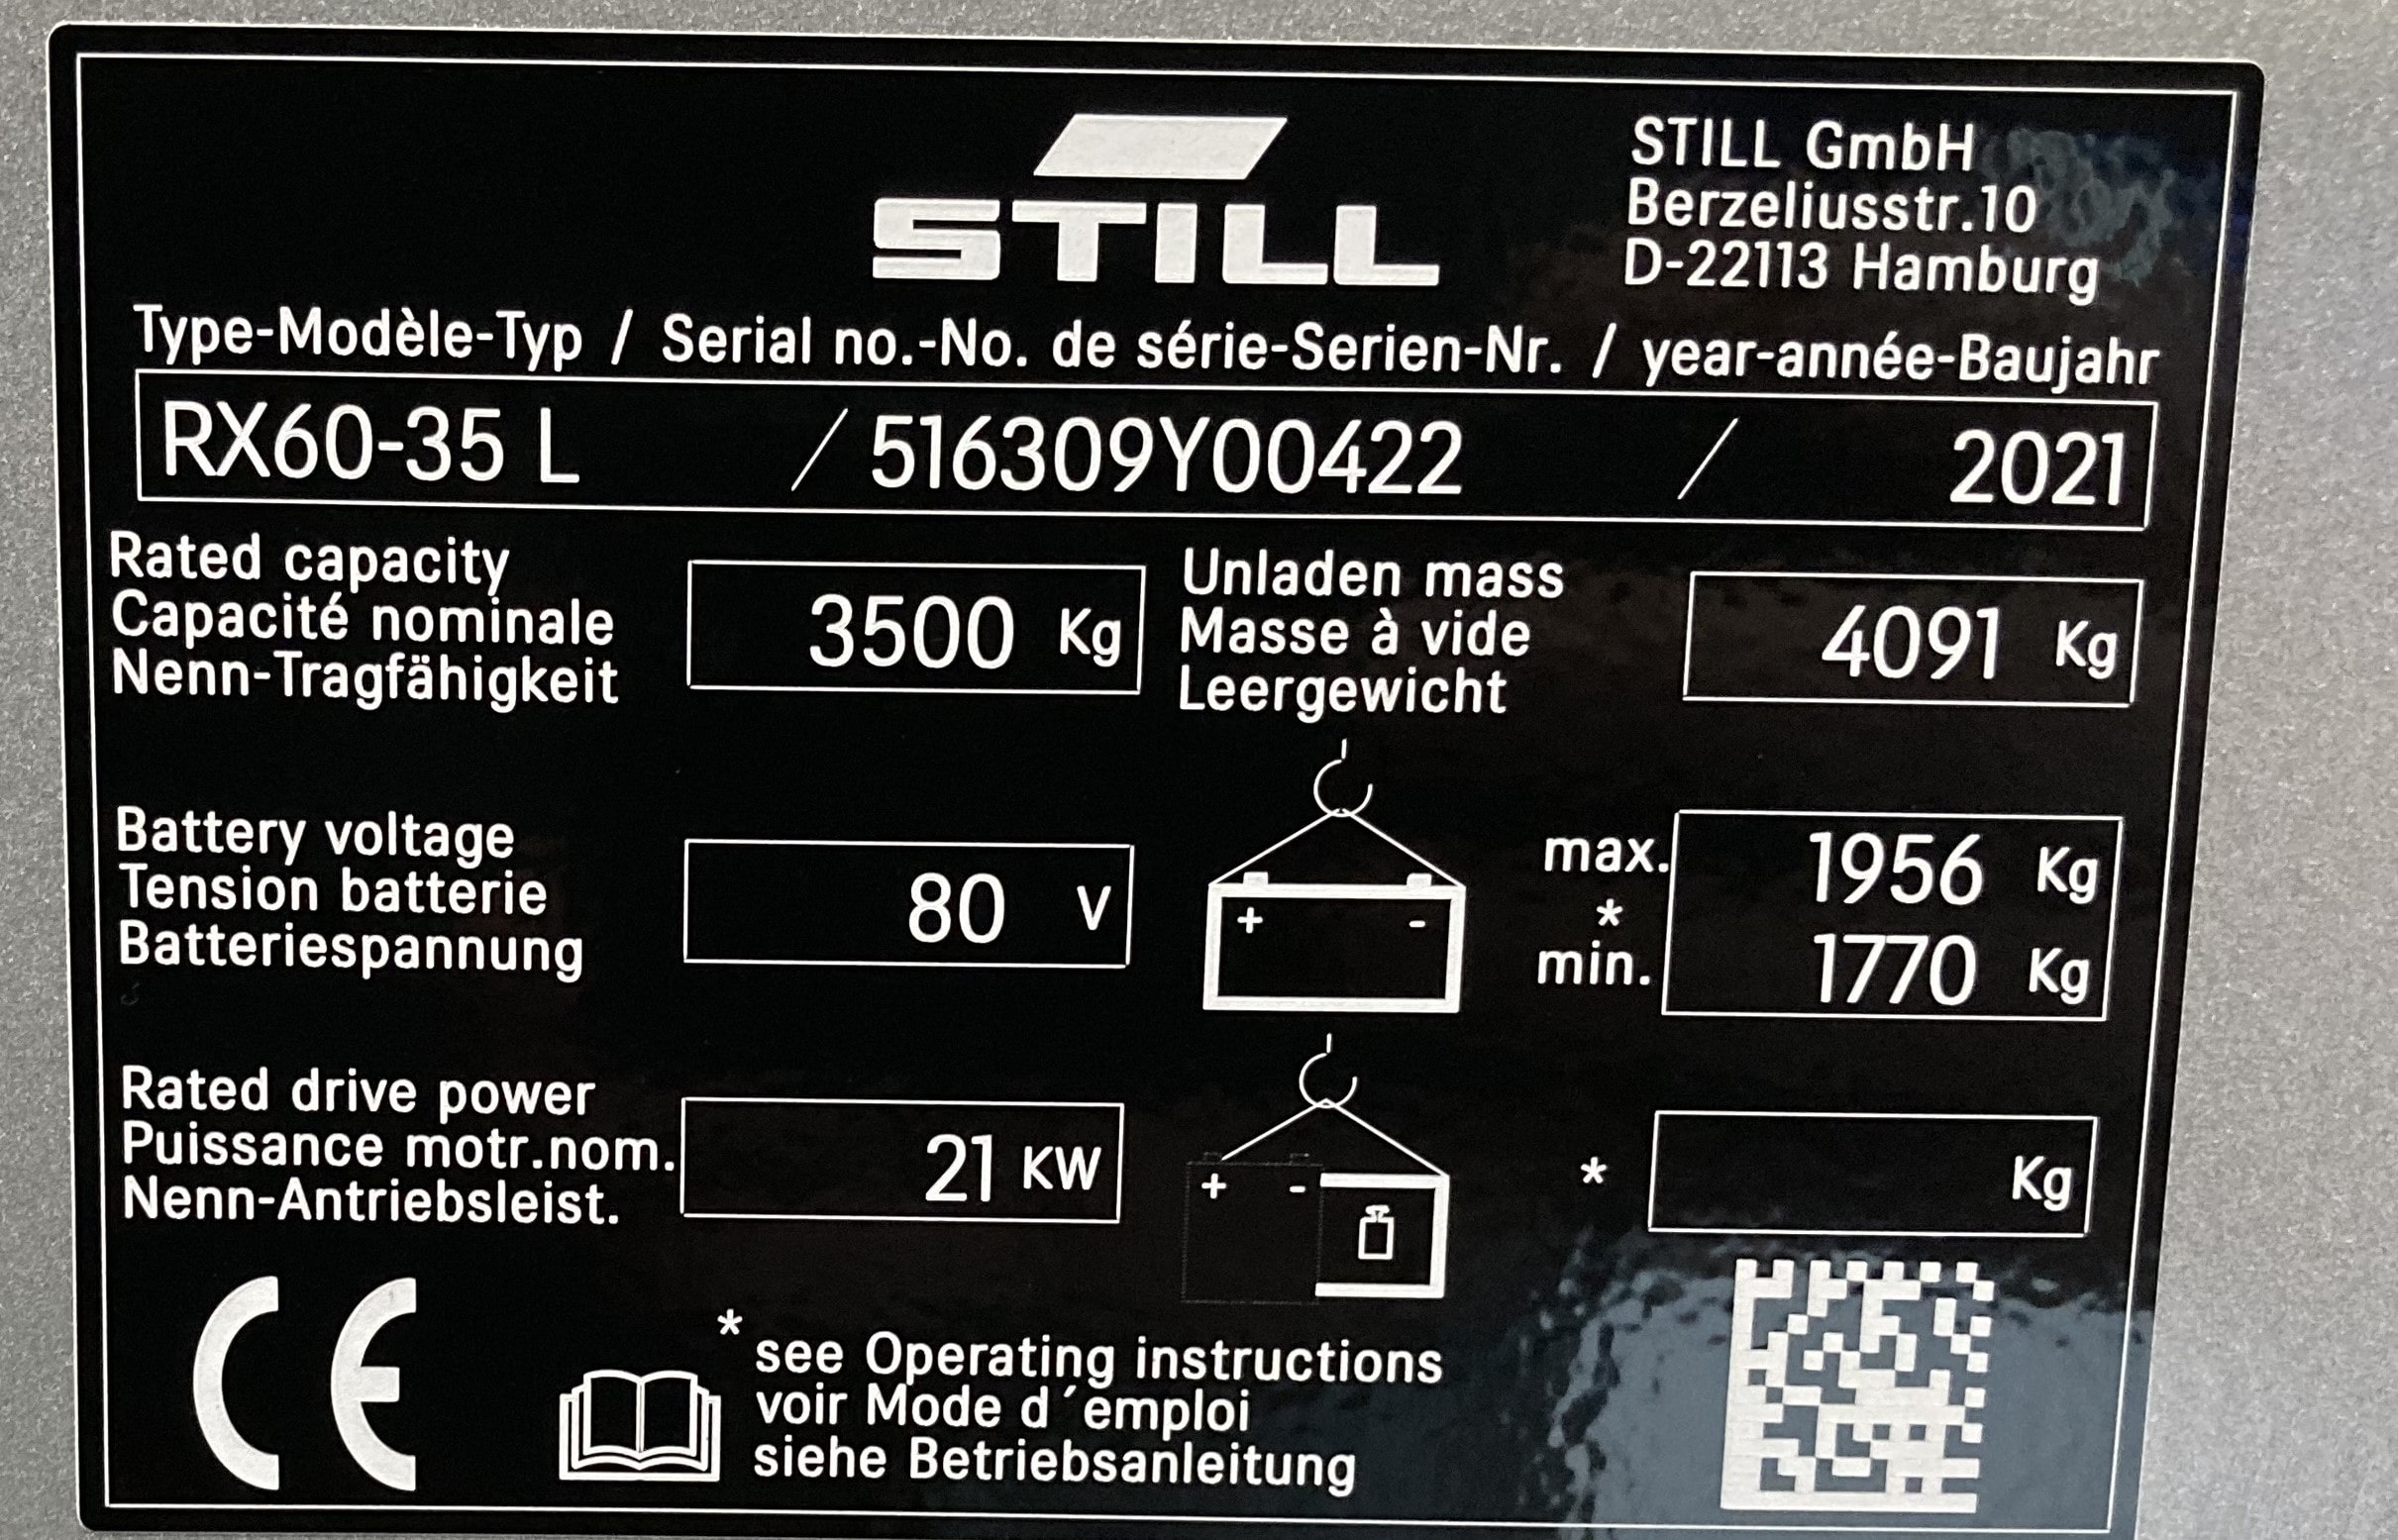 STILL
STILL GmbH
Berzeliusstr.10
D-22113 Hamburg
Type-Modèle-Typ / Serial no.-No. de série-Serien-Nr. / year-année-Baujahr
RX60-35 L / 516309Y00422 / 2021
Rated capacity
Capacité nominale
Nenn-Tragfähigkeit
3500 Kg
Unladen mass
Masse à vide
Leergewicht
4091 Kg
Battery voltage
Tension batterie
Batteriespannung
80 V
+ -
max. 1956 Kg
*
min. 1770 Kg
Rated drive power
Puissance motr.nom.
Nenn-Antriebsleist.
21 KW
+ -
* Kg
CE
* see Operating instructions
voir Mode d´emploi
siehe Betriebsanleitung